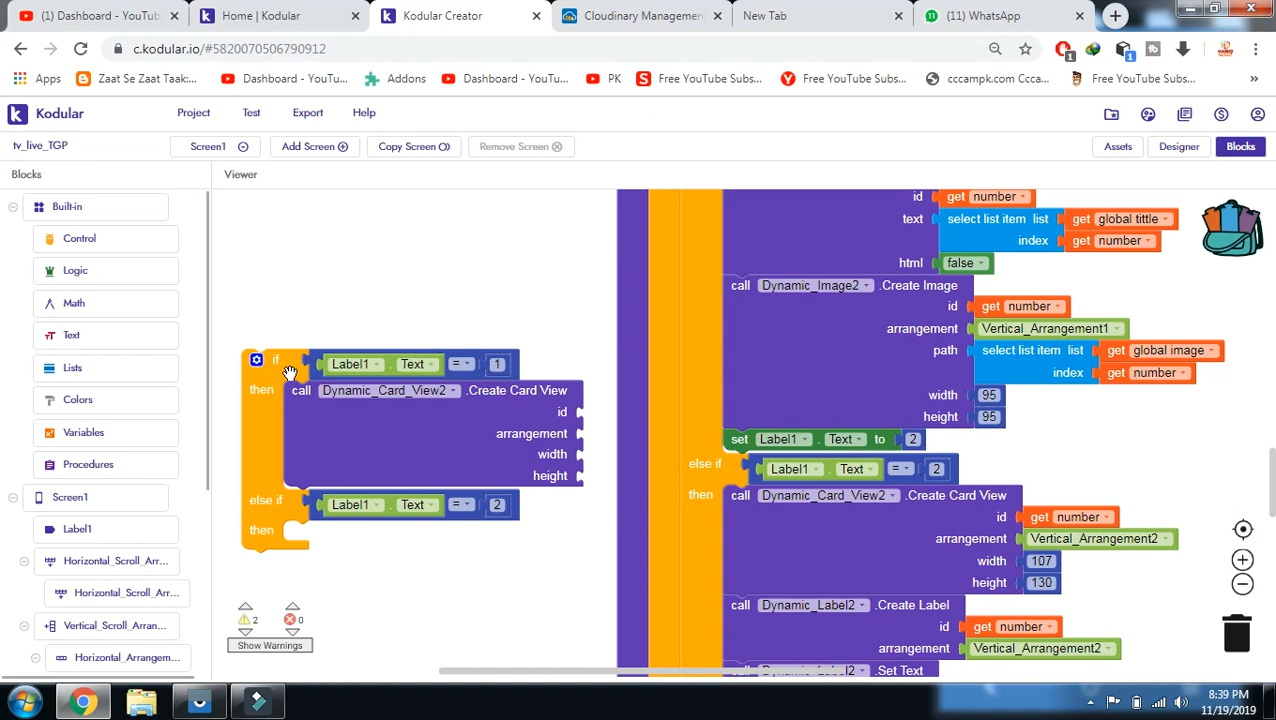 (1) Dashboard - YouT
Home | Kodular
Kodular Creator
Cloudinary Management
New Tab
(11) WhatsApp
c.kodular.io/#5820070506790912
Apps
Zaat Se Zaat Taak:...
Dashboard - YouTu...
Addons
Dashboard - YouTu...
PK
Free YouTube Subs...
Free YouTube Subs...
cccampk.com Ccca...
Free YouTube Subs...
Kodular
Project
Test
Export
Help
tv_live_TGP
Screen1
Add Screen
Copy Screen
Remove Screen
Assets
Designer
Blocks
Blocks
Viewer
Built-in
Control
Logic
Math
Text
Lists
Colors
Variables
Procedures
Screen1
Label1
Horizontal_Scroll_Arr...
Horizontal_Scroll_Arr...
Vertical_Scroll_Arran...
Horizontal_Arrangem...
if Label1 . Text = 1
then call Dynamic_Card_View2 .Create Card View
id
arrangement
width
height
else if Label1 . Text = 2
then
2 0
Show Warnings
id get number
text select list item list get global tittle
index get number
html false
call Dynamic_Image2 .Create Image
id get number
arrangement Vertical_Arrangement1
path select list item list get global image
index get number
width 95
height 95
set Label1 . Text to 2
else if Label1 . Text = 2
then call Dynamic_Card_View2 .Create Card View
id get number
arrangement Vertical_Arrangement2
width 107
height 130
call Dynamic_Label2 .Create Label
id get number
arrangement Vertical_Arrangement2
call Dynamic_Label2 .Set Text
8:39 PM
11/19/2019